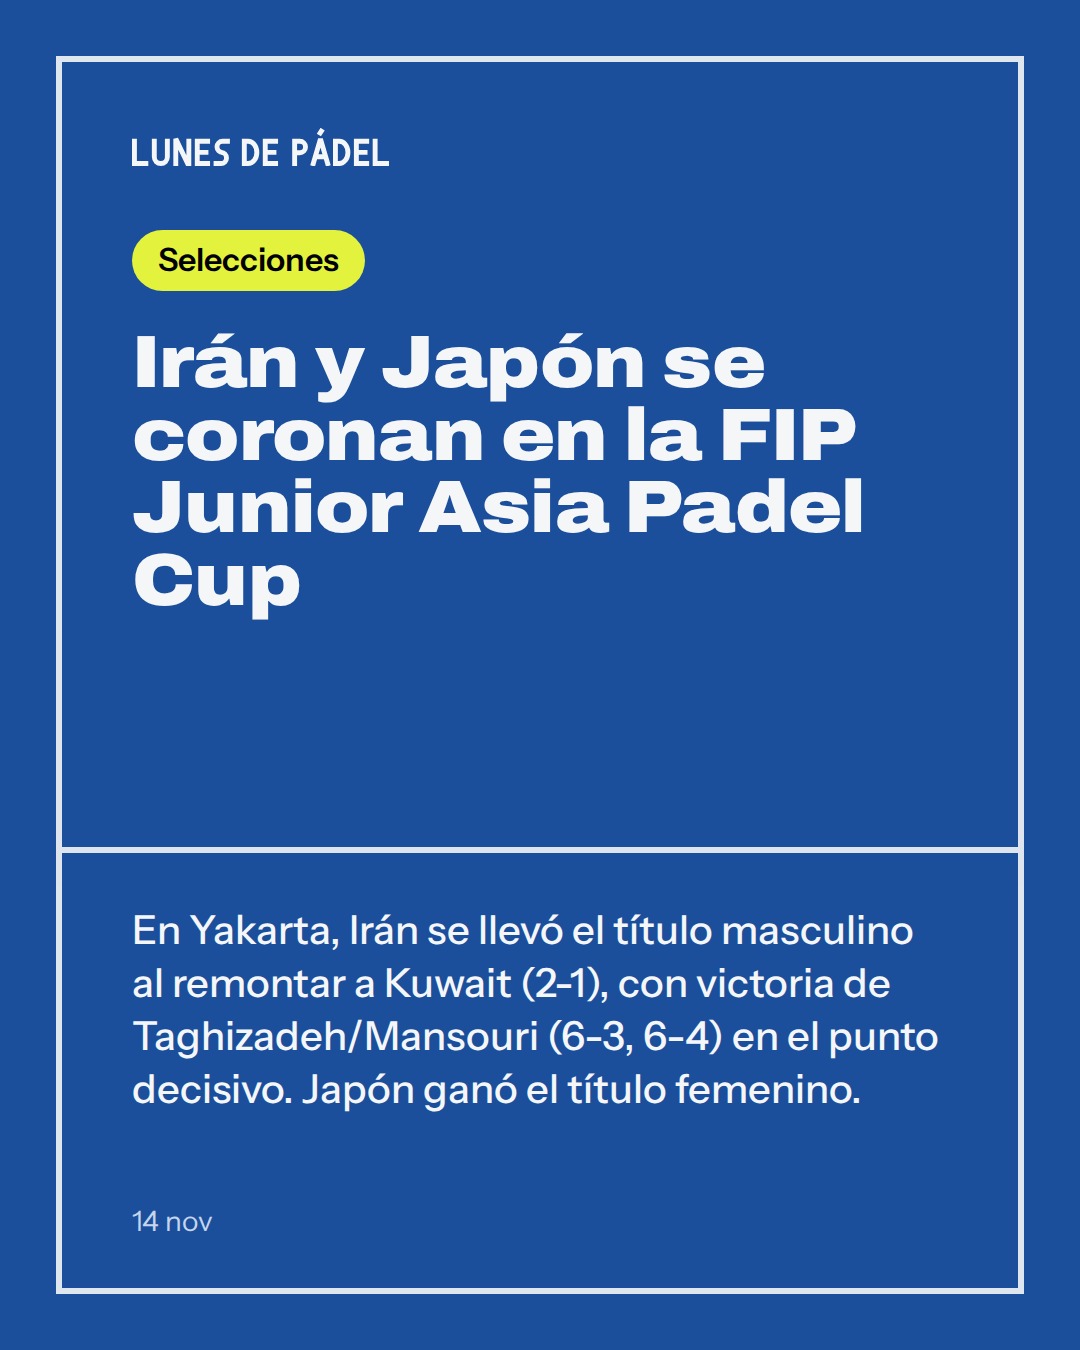 LUNES DE PÁDEL
Selecciones
Irán y Japón se
coronan en la FIP
Junior Asia Padel
Cup
En Yakarta, Irán se llevó el título masculino
al remontar a Kuwait (2-1), con victoria de
Taghizadeh/Mansouri (6-3, 6-4) en el punto
decisivo. Japón ganó el título femenino.
14 nov